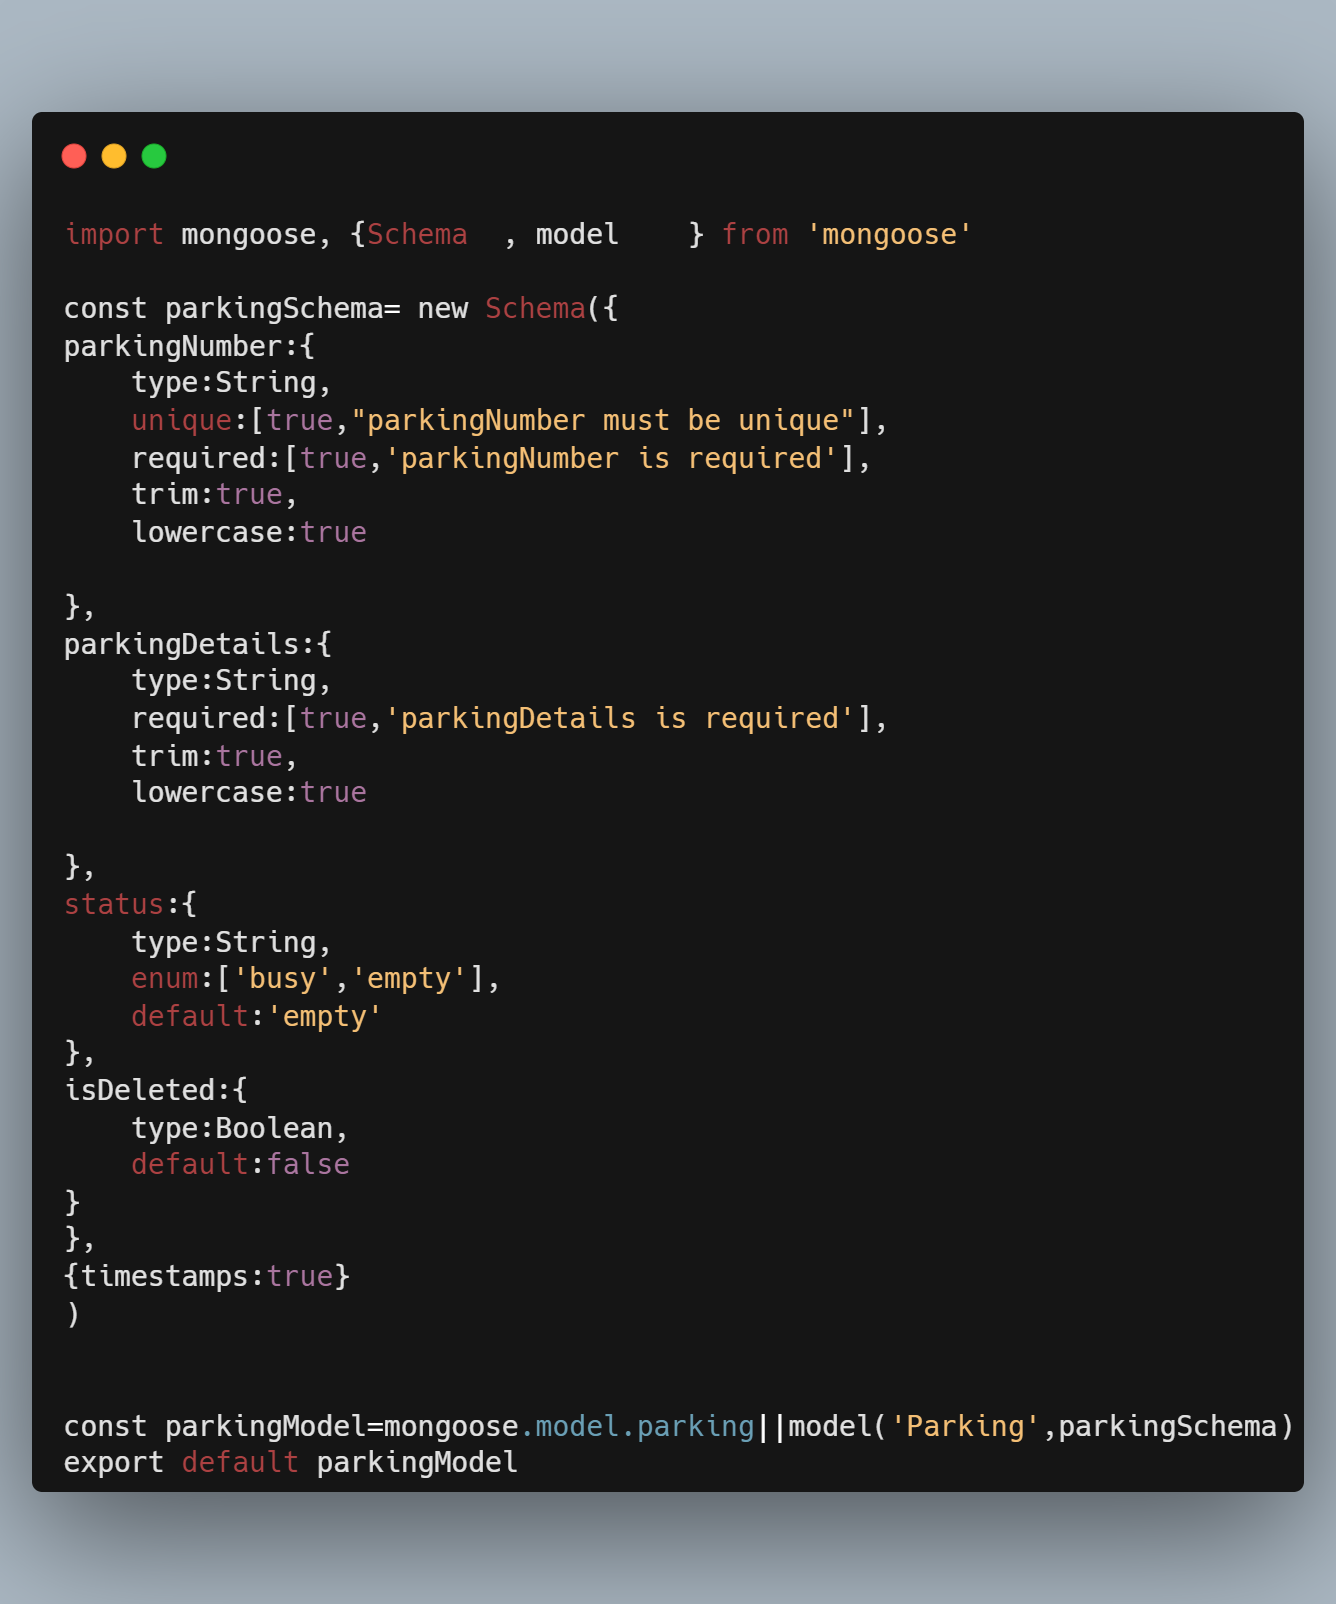 import mongoose, {Schema  , model    } from 'mongoose'

const parkingSchema= new Schema({
parkingNumber:{
    type:String,
    unique:[true,"parkingNumber must be unique"],
    required:[true,'parkingNumber is required'],
    trim:true,
    lowercase:true

},
parkingDetails:{
    type:String,
    required:[true,'parkingDetails is required'],
    trim:true,
    lowercase:true

},
status:{
    type:String,
    enum:['busy','empty'],
    default:'empty'
},
isDeleted:{
    type:Boolean,
    default:false
}
},
{timestamps:true}
)


const parkingModel=mongoose.model.parking||model('Parking',parkingSchema)
export default parkingModel